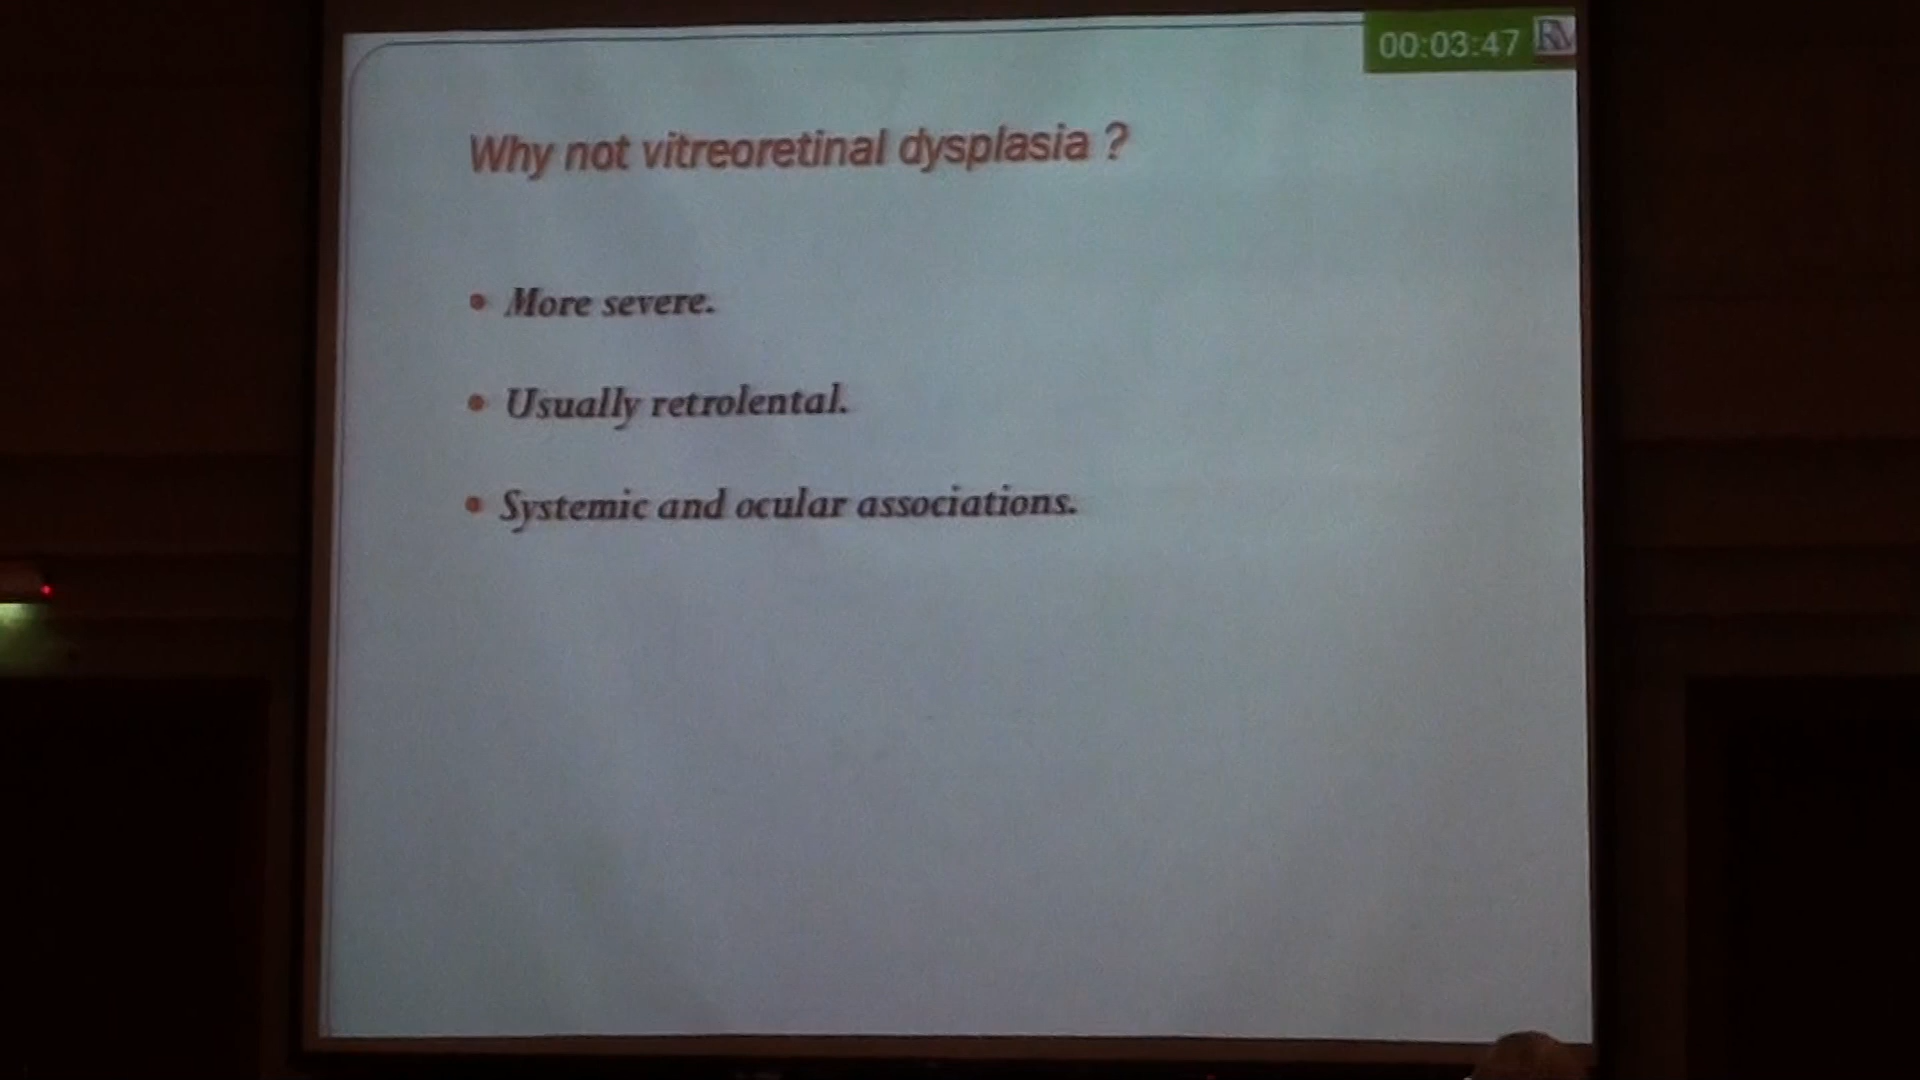 00:03:47
Why not vitreoretinal dysplasia ?
• More severe.
• Usually retrolental.
• Systemic and ocular associations.